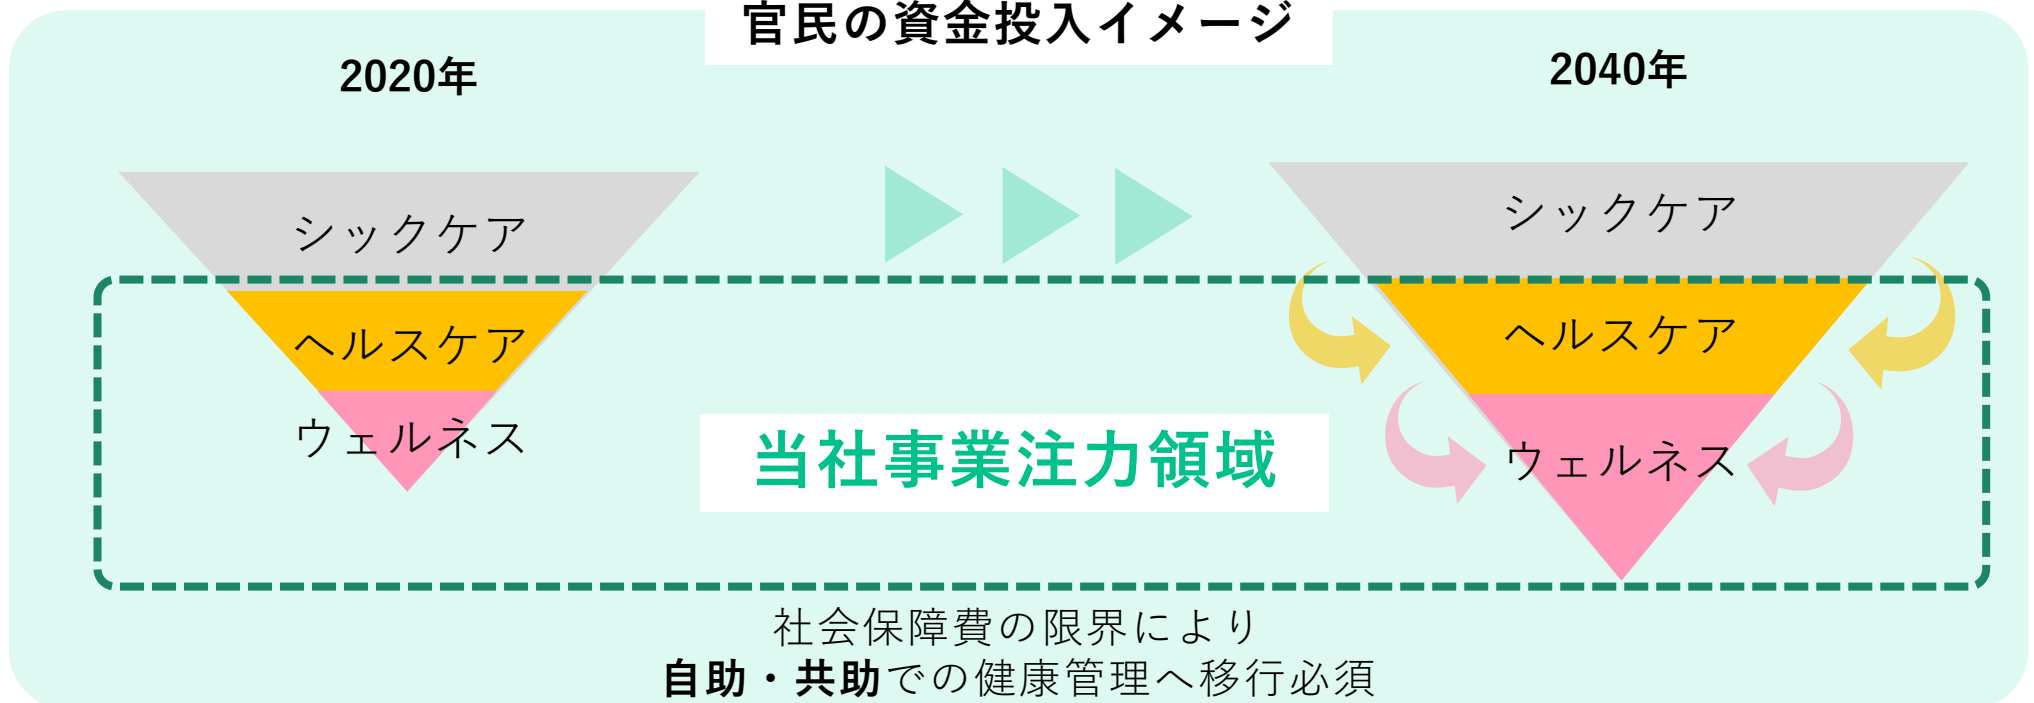 官民の資金投入イメージ
2020年
2040年
シックケア
シックケア
ヘルスケア
ヘルスケア
ウェルネス
ウェルネス
当社事業注力領域
社会保障費の限界により
自助・共助での健康管理へ移行必須